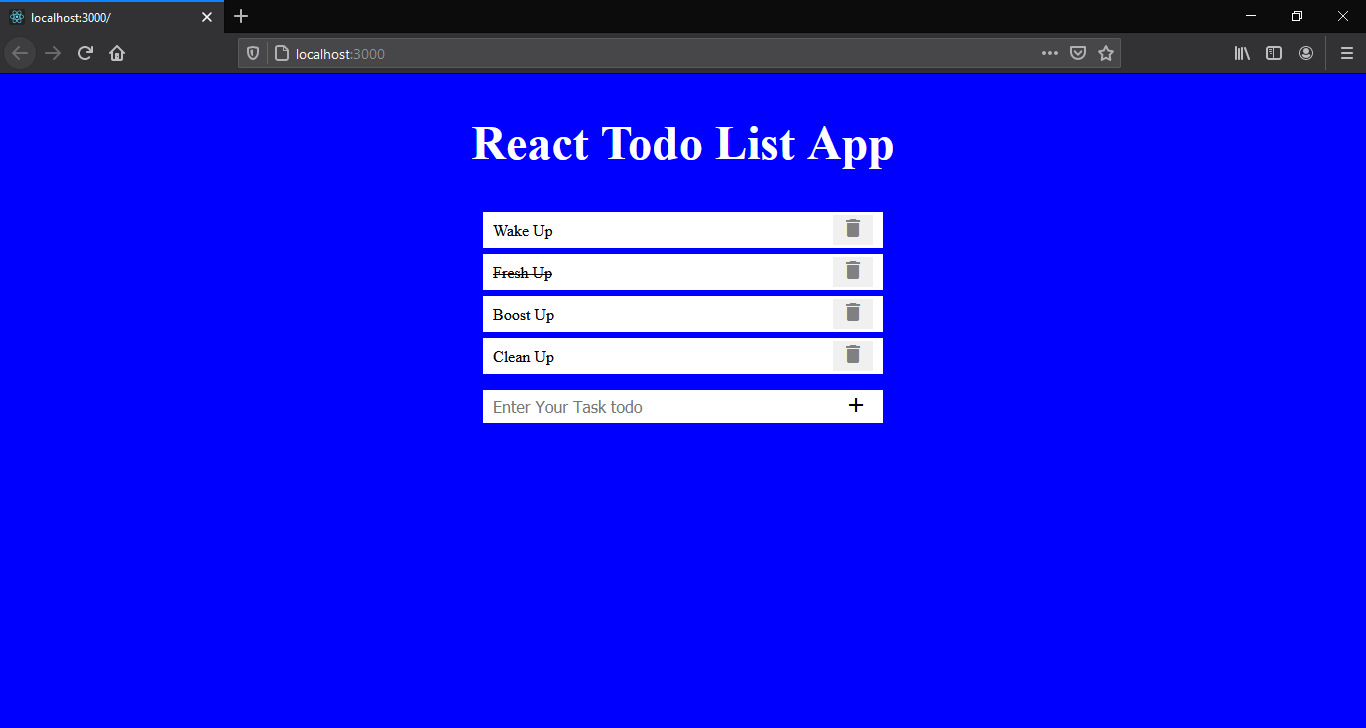 localhost:3000/
localhost:3000
React Todo List App
Wake Up
Fresh Up
Boost Up
Clean Up
Enter Your Task todo